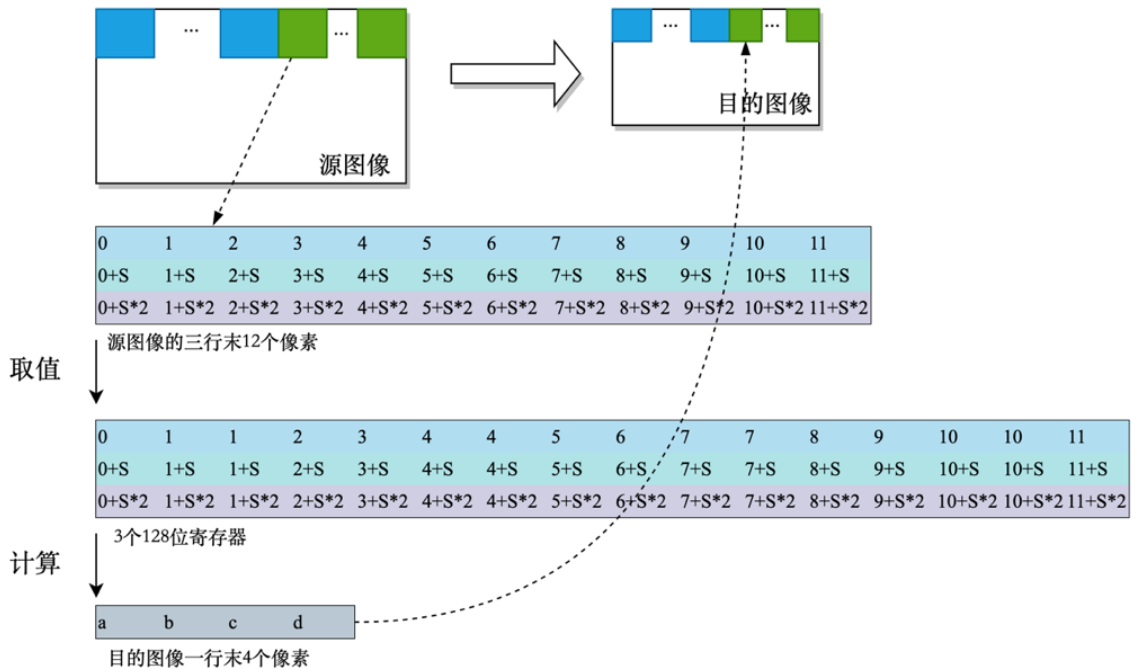 ... ... ... ...
目的图像
源图像
0 1 2 3 4 5 6 7 8 9 10 11
0+S 1+S 2+S 3+S 4+S 5+S 6+S 7+S 8+S 9+S 10+S 11+S
0+S*2 1+S*2 2+S*2 3+S*2 4+S*2 5+S*2 6+S*2 7+S*2 8+S*2 9+S*2 10+S*2 11+S*2
源图像的三行末12个像素
取值
0 1 1 2 3 4 4 5 6 7 7 8 9 10 10 11
0+S 1+S 1+S 2+S 3+S 4+S 4+S 5+S 6+S 7+S 7+S 8+S 9+S 10+S 10+S 11+S
0+S*2 1+S*2 1+S*2 2+S*2 3+S*2 4+S*2 4+S*2 5+S*2 6+S*2 7+S*2 7+S*2 8+S*2 9+S*2 10+S*2 10+S*2 11+S*2
3个128位寄存器
计算
a b c d
目的图像一行末4个像素